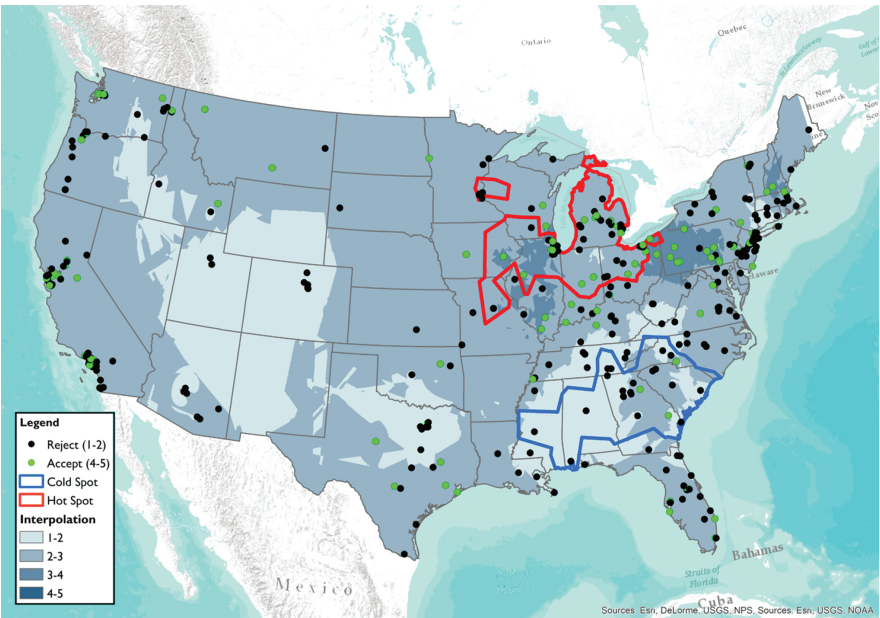 Quebec
Ontario
New
Brunswick
Delaware
Legend
Reject (1-2)
Accept (4-5)
Cold Spot
Hot Spot
Interpolation
1-2
2-3
3-4
4-5
Mexico
Bahamas
Straits of
Florida
Cuba
Sources: Esri, DeLorme, USGS, NPS, Sources: Esri, USGS, NOAA